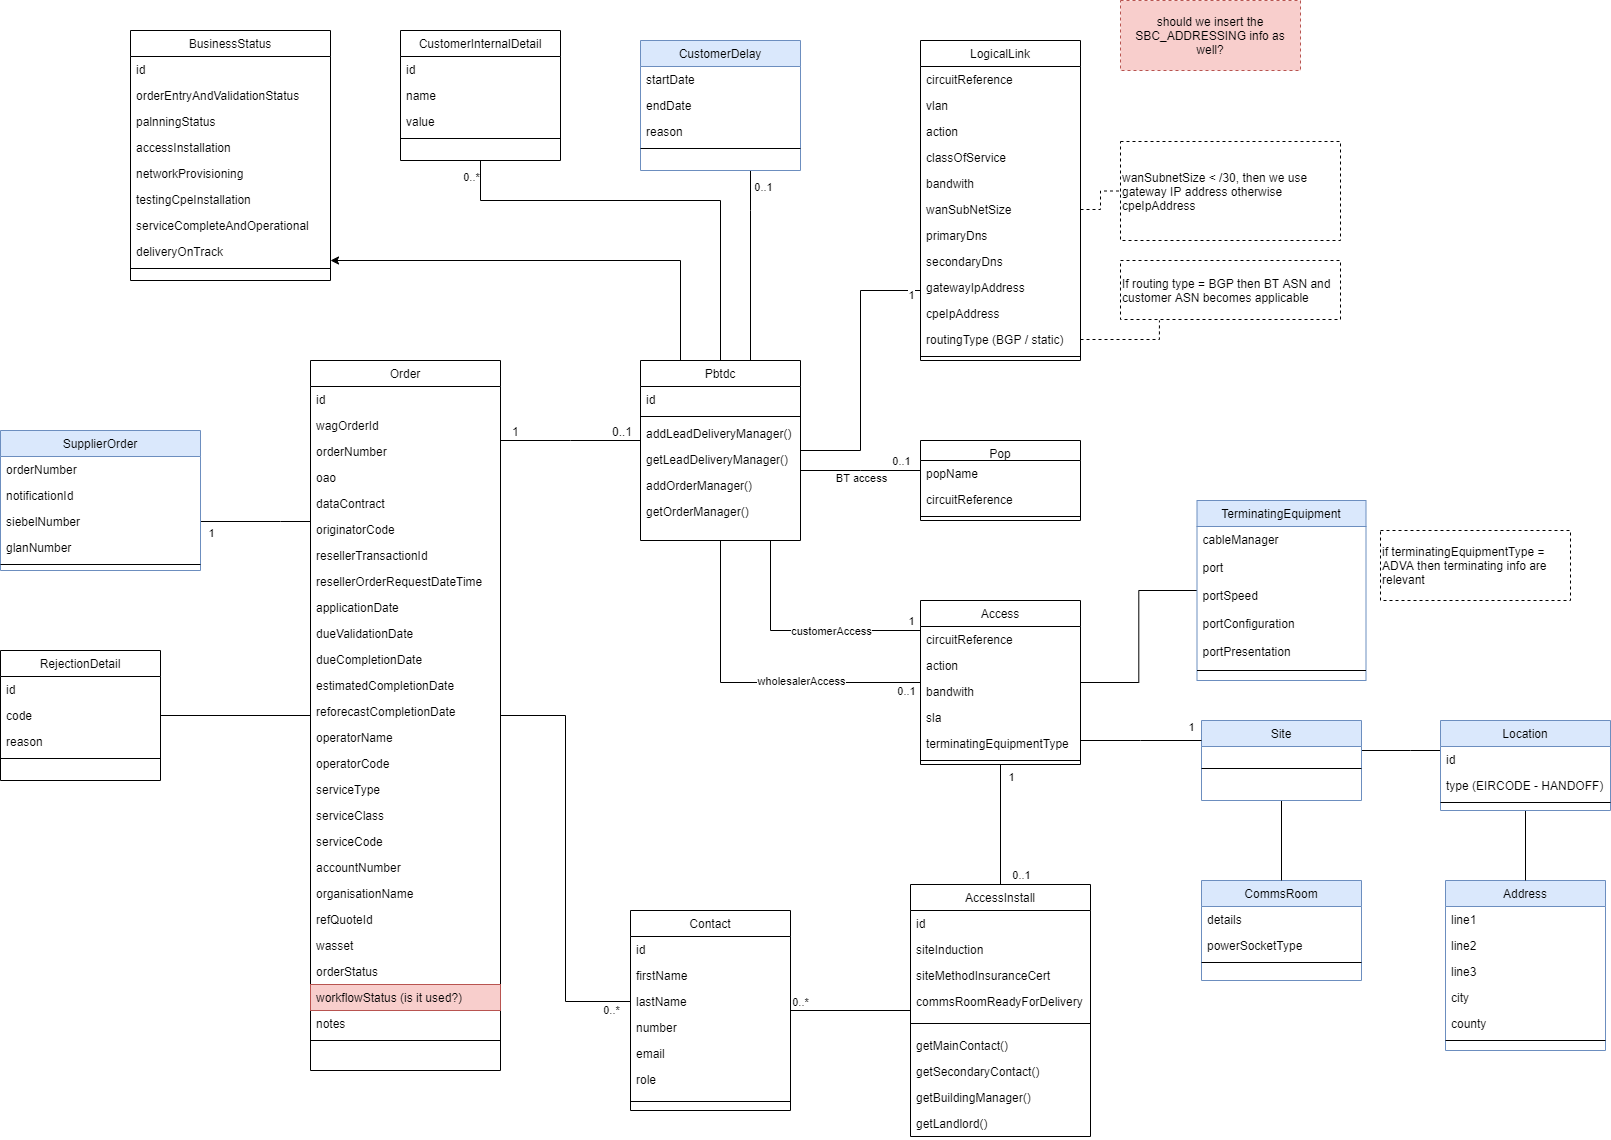 should we insert the
SBC_ADDRESSING info as
well?
BusinessStatus
id
orderEntryAndValidationStatus
palnningStatus
accessInstallation
networkProvisioning
testingCpeInstallation
serviceCompleteAndOperational
deliveryOnTrack
CustomerInternalDetail
id
name
value
0..*
CustomerDelay
startDate
endDate
reason
0..1
LogicalLink
circuitReference
vlan
action
classOfService
bandwith
wanSubNetSize
primaryDns
secondaryDns
gatewayIpAddress
cpeIpAddress
routingType (BGP / static)
1
wanSubnetSize < /30, then we use
gateway IP address otherwise
cpeIpAddress
If routing type = BGP then BT ASN and
customer ASN becomes applicable
Order
id
wagOrderId
orderNumber
oao
dataContract
originatorCode
resellerTransactionId
resellerOrderRequestDateTime
applicationDate
dueValidationDate
dueCompletionDate
estimatedCompletionDate
reforecastCompletionDate
operatorName
operatorCode
serviceType
serviceClass
serviceCode
accountNumber
organisationName
refQuoteId
wasset
orderStatus
workflowStatus (is it used?)
notes
1
0..1
Pbtdc
id
addLeadDeliveryManager()
getLeadDeliveryManager()
addOrderManager()
getOrderManager()
SupplierOrder
orderNumber
notificationId
siebelNumber
glanNumber
1
RejectionDetail
id
code
reason
0..1
BT access
Pop
popName
circuitReference
TerminatingEquipment
cableManager
port
portSpeed
portConfiguration
portPresentation
if terminatingEquipmentType =
ADVA then terminating info are
relevant
customerAccess
1
wholesalerAccess
0..1
Access
circuitReference
action
bandwith
sla
terminatingEquipmentType
1
0..1
1
Site
Location
id
type (EIRCODE - HANDOFF)
CommsRoom
details
powerSocketType
Address
line1
line2
line3
city
county
Contact
id
firstName
lastName
number
email
role
0..*
0..*
AccessInstall
id
siteInduction
siteMethodInsuranceCert
commsRoomReadyForDelivery
getMainContact()
getSecondaryContact()
getBuildingManager()
getLandlord()